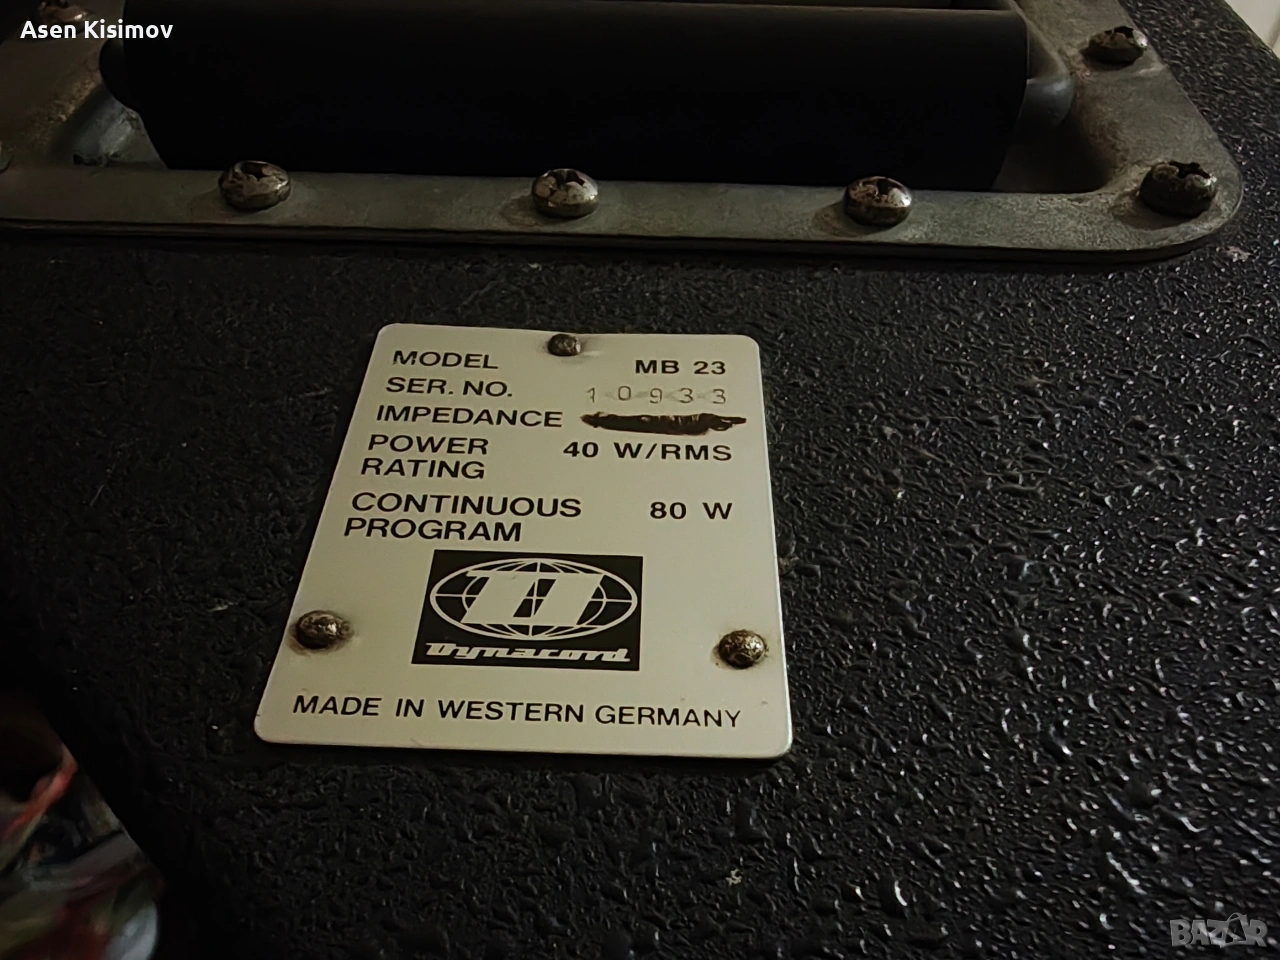 Asen Kisimov
MODEL MB 23
SER. NO. 10933
IMPEDANCE
POWER RATING 40 W/RMS
CONTINUOUS PROGRAM 80 W
Dynacord
MADE IN WESTERN GERMANY
BAZAR